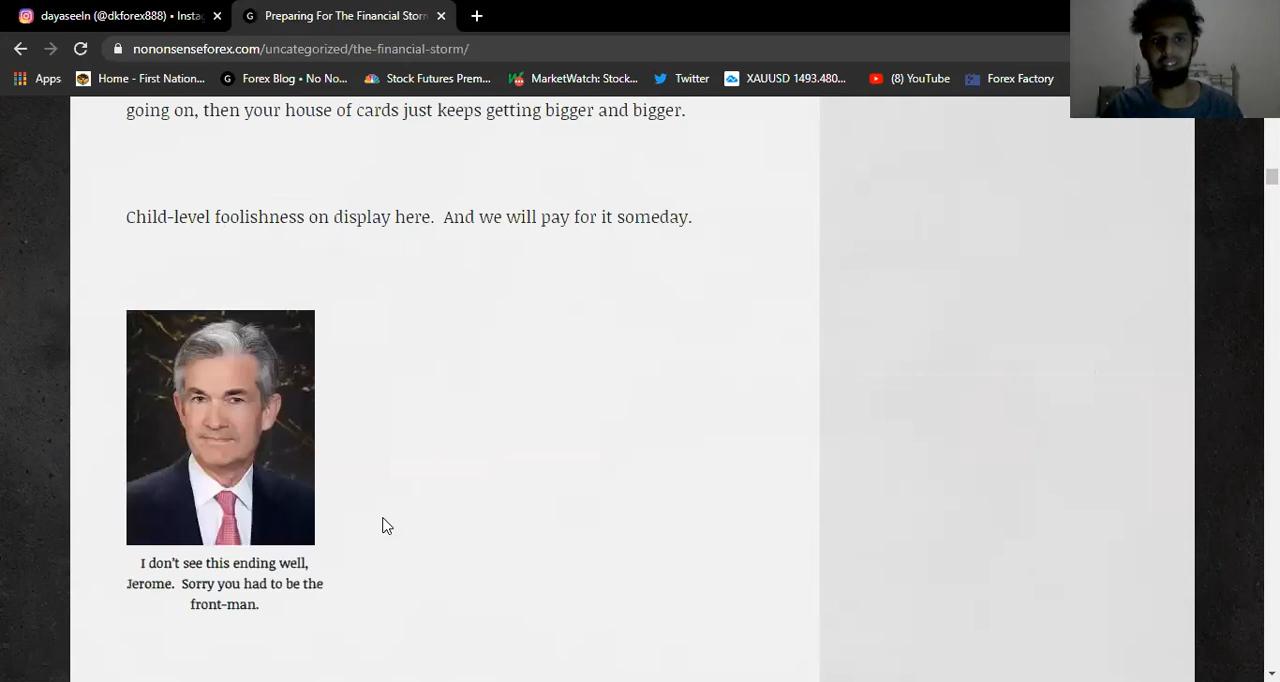 dayaseeln (@dkforex888) • Insta
Preparing For The Financial Storm
nononsenseforex.com/uncategorized/the-financial-storm/
Apps
Home - First Nation...
Forex Blog • No No...
Stock Futures Prem...
MarketWatch: Stock...
Twitter
XAUUSD 1493.480...
(8) YouTube
Forex Factory
going on, then your house of cards just keeps getting bigger and bigger.
Child-level foolishness on display here. And we will pay for it someday.
I don't see this ending well,
Jerome. Sorry you had to be the
front-man.